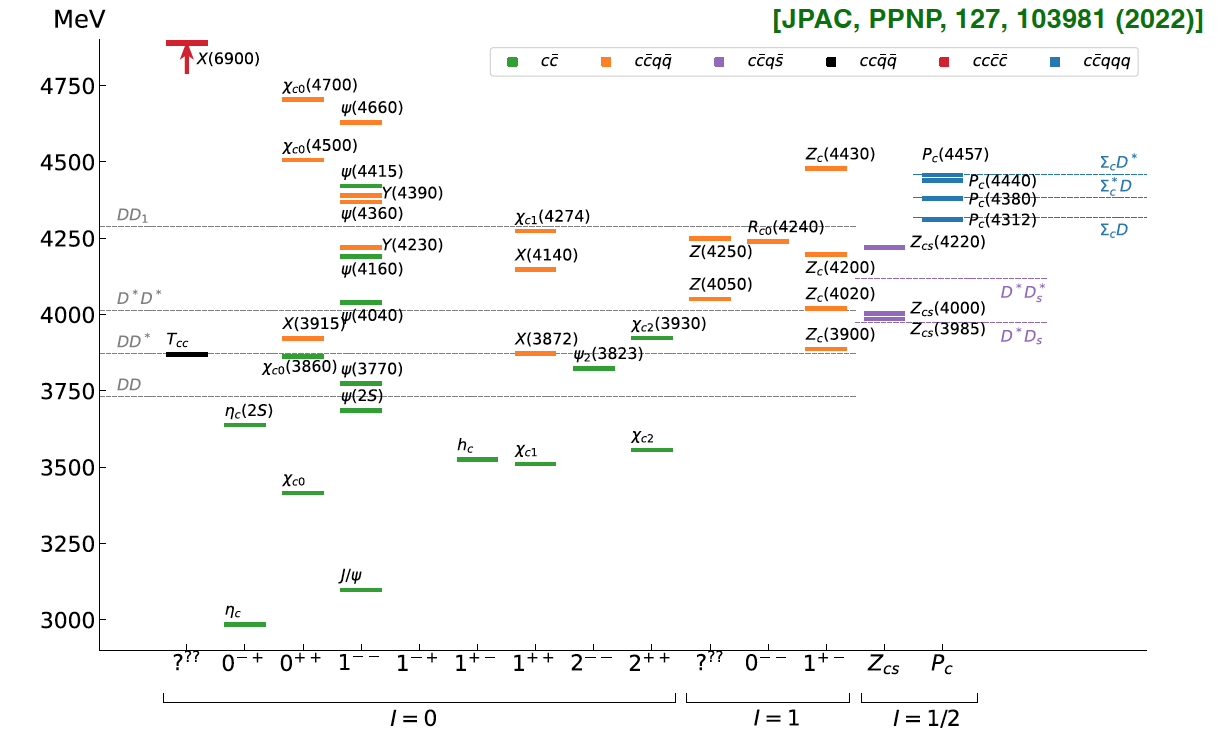 MeV
[JPAC, PPNP, 127, 103981 (2022)]
cc̄
cc̄qq̄
cc̄qs̄
ccq̄q̄
ccc̄c̄
cc̄qqq
X(6900)
4750
χc0(4700)
ψ(4660)
4500
χc0(4500)
ψ(4415)
Y(4390)
ψ(4360)
Zc(4430)
Pc(4457)
Pc(4440)
Pc(4380)
Pc(4312)
ΣcD*
Σc*D
ΣcD
DD₁
4250
Y(4230)
ψ(4160)
χc1(4274)
X(4140)
Z(4250)
Rc0(4240)
Zc(4200)
Zcs(4220)
Z(4050)
Zc(4020)
D*Ds*
D*D*
4000
X(3915)
ψ(4040)
χc2(3930)
Zcs(4000)
Zcs(3985)
D*Ds
DD*
Tcc
χc0(3860)
ψ(3770)
X(3872)
ψ₂(3823)
Zc(3900)
DD
3750
ψ(2S)
ηc(2S)
3500
hc
χc1
χc2
χc0
3250
J/ψ
3000
ηc
?^??
0⁻⁺
0⁺⁺
1⁻⁻
1⁻⁺
1⁺⁻
1⁺⁺
2⁻⁻
2⁺⁺
?^??
0⁻⁻
1⁺⁻
Zcs
Pc
I = 0
I = 1
I = 1/2